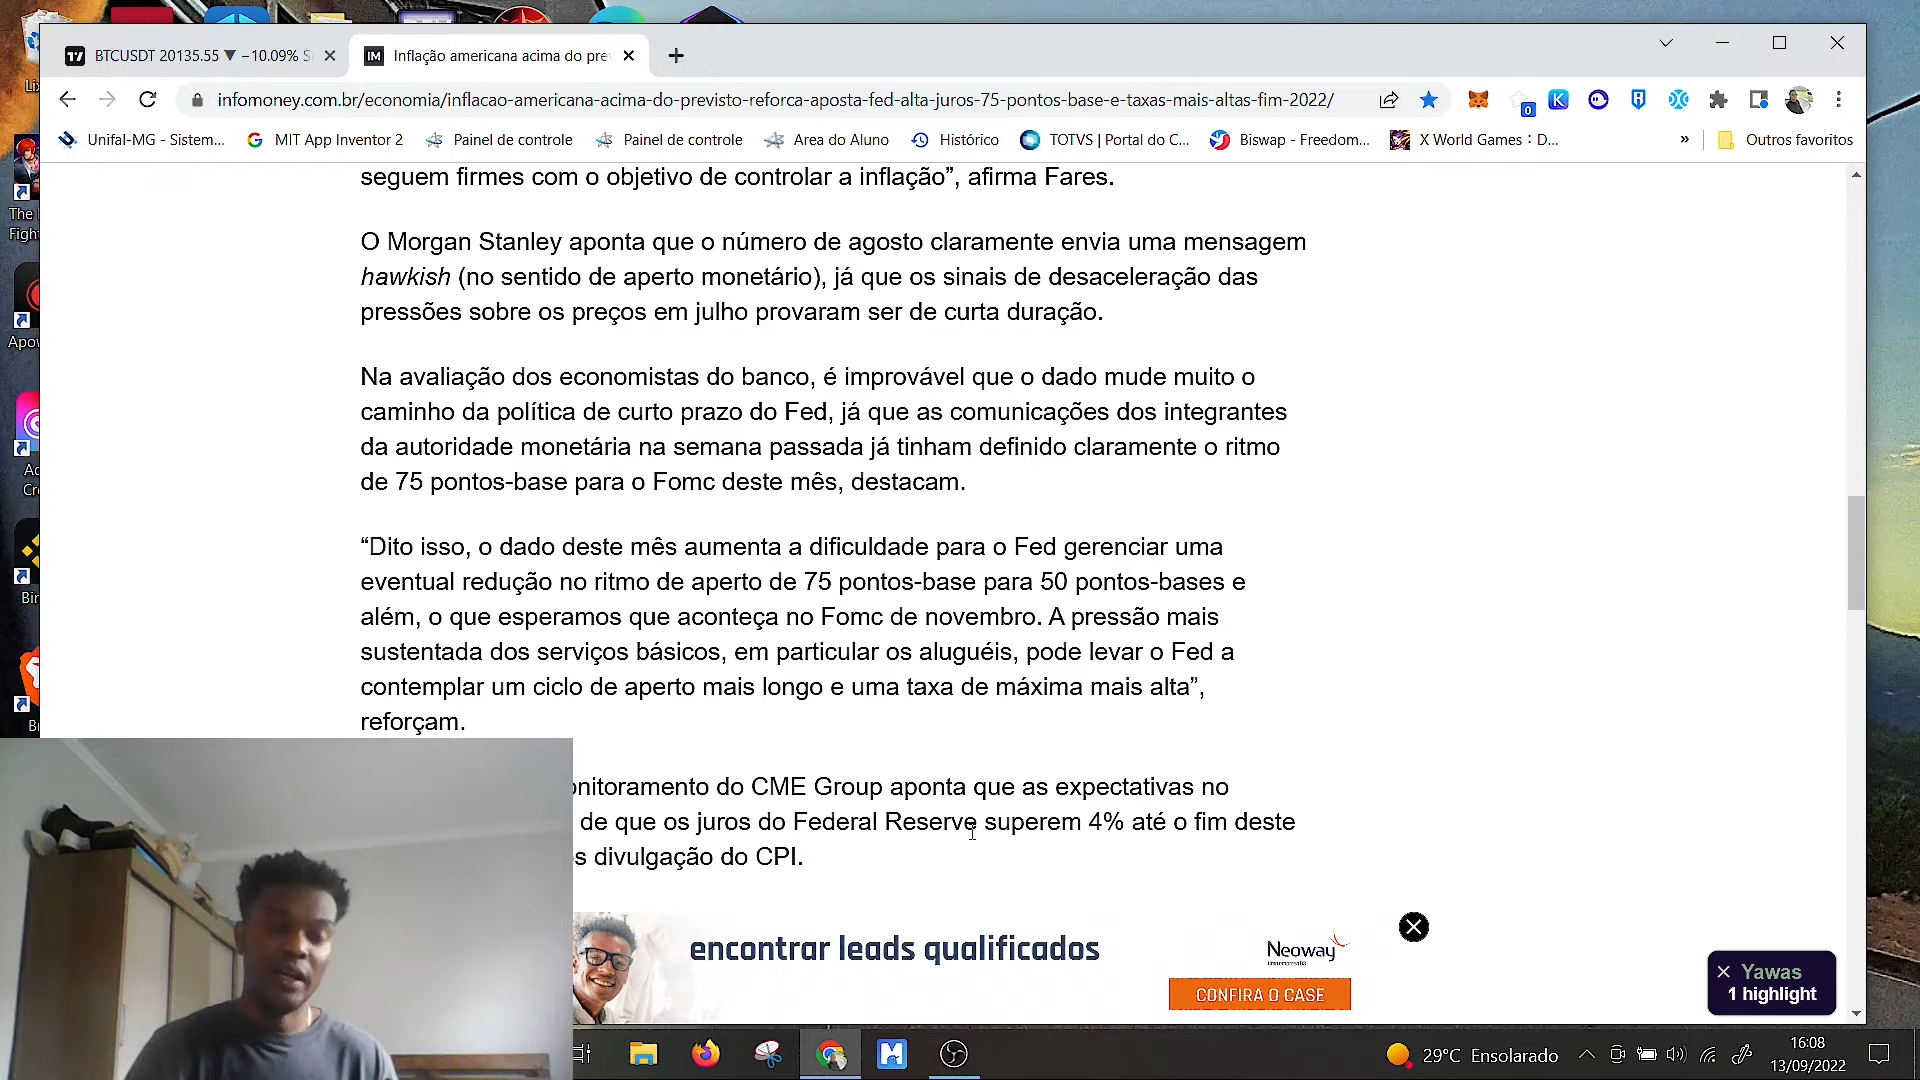 BTCUSDT 20135.55 ▼ −10.09% S
Inflação americana acima do pre
infomoney.com.br/economia/inflacao-americana-acima-do-previsto-reforca-aposta-fed-alta-juros-75-pontos-base-e-taxas-mais-altas-fim-2022/
Unifal-MG - Sistem...
MIT App Inventor 2
Painel de controle
Painel de controle
Area do Aluno
Histórico
TOTVS | Portal do C...
Biswap - Freedom...
X World Games : D...
»
Outros favoritos
seguem firmes com o objetivo de controlar a inflação”, afirma Fares.
O Morgan Stanley aponta que o número de agosto claramente envia uma mensagem
hawkish (no sentido de aperto monetário), já que os sinais de desaceleração das
pressões sobre os preços em julho provaram ser de curta duração.
Na avaliação dos economistas do banco, é improvável que o dado mude muito o
caminho da política de curto prazo do Fed, já que as comunicações dos integrantes
da autoridade monetária na semana passada já tinham definido claramente o ritmo
de 75 pontos-base para o Fomc deste mês, destacam.
“Dito isso, o dado deste mês aumenta a dificuldade para o Fed gerenciar uma
eventual redução no ritmo de aperto de 75 pontos-base para 50 pontos-bases e
além, o que esperamos que aconteça no Fomc de novembro. A pressão mais
sustentada dos serviços básicos, em particular os aluguéis, pode levar o Fed a
contemplar um ciclo de aperto mais longo e uma taxa de máxima mais alta”,
reforçam.
onitoramento do CME Group aponta que as expectativas no
de que os juros do Federal Reserve superem 4% até o fim deste
s divulgação do CPI.
encontrar leads qualificados
Neoway
CONFIRA O CASE
Yawas
1 highlight
The
Figh
Apov
29°C Ensolarado
16:08
13/09/2022